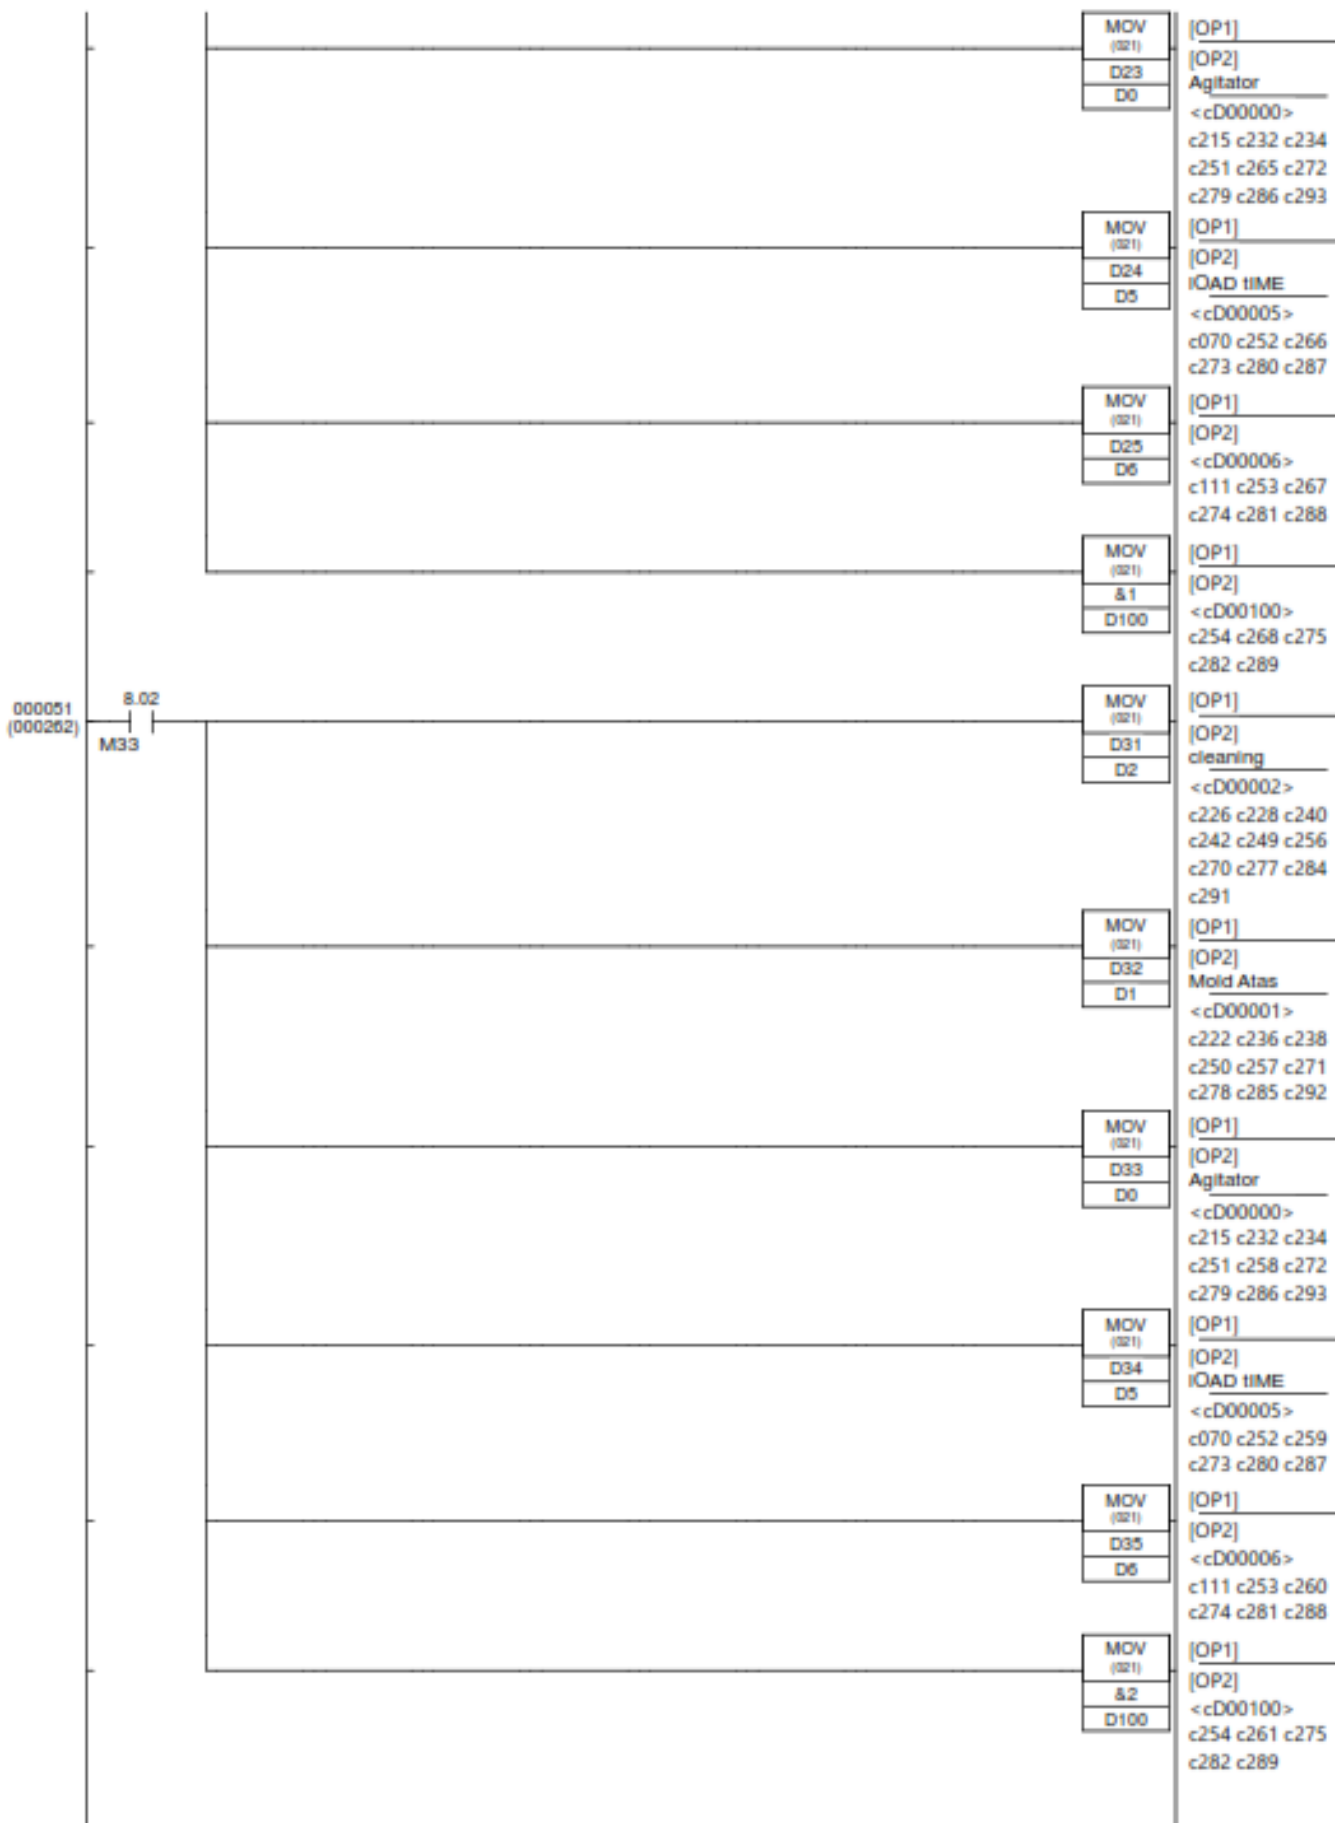 MOV
(021)
D23
D0
[OP1]
[OP2]
Agitator
<cD00000>
c215 c232 c234
c251 c265 c272
c279 c286 c293
MOV
(021)
D24
D5
[OP1]
[OP2]
lOAD tIME
<cD00005>
c070 c252 c266
c273 c280 c287
MOV
(021)
D25
D6
[OP1]
[OP2]
<cD00006>
c111 c253 c267
c274 c281 c288
MOV
(021)
&1
D100
[OP1]
[OP2]
<cD00100>
c254 c268 c275
c282 c289
000051
(000262)
8.02
M33
MOV
(021)
D31
D2
[OP1]
[OP2]
cleaning
<cD00002>
c226 c228 c240
c242 c249 c256
c270 c277 c284
c291
MOV
(021)
D32
D1
[OP1]
[OP2]
Mold Atas
<cD00001>
c222 c236 c238
c250 c257 c271
c278 c285 c292
MOV
(021)
D33
D0
[OP1]
[OP2]
Agitator
<cD00000>
c215 c232 c234
c251 c258 c272
c279 c286 c293
MOV
(021)
D34
D5
[OP1]
[OP2]
lOAD tIME
<cD00005>
c070 c252 c259
c273 c280 c287
MOV
(021)
D35
D6
[OP1]
[OP2]
<cD00006>
c111 c253 c260
c274 c281 c288
MOV
(021)
&2
D100
[OP1]
[OP2]
<cD00100>
c254 c261 c275
c282 c289